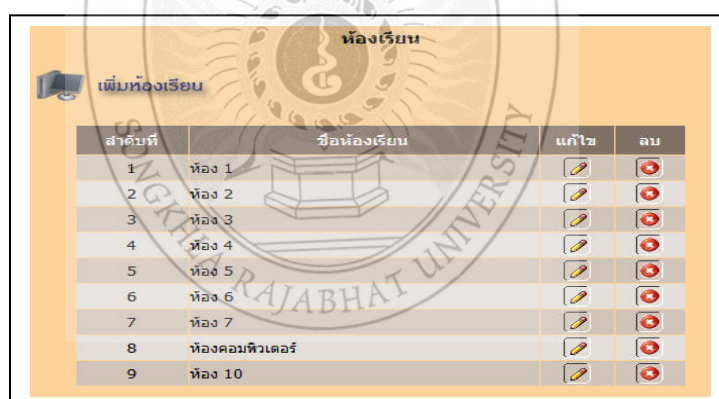 ห้องเรียน
เพิ่มห้องเรียน
ลำดับที่ ชื่อห้องเรียน แก้ไข ลบ
1 ห้อง 1
2 ห้อง 2
3 ห้อง 3
4 ห้อง 4
5 ห้อง 5
6 ห้อง 6
7 ห้อง 7
8 ห้องคอมพิวเตอร์
9 ห้อง 10
SONGKHLA RAJABHAT UNIVERSITY